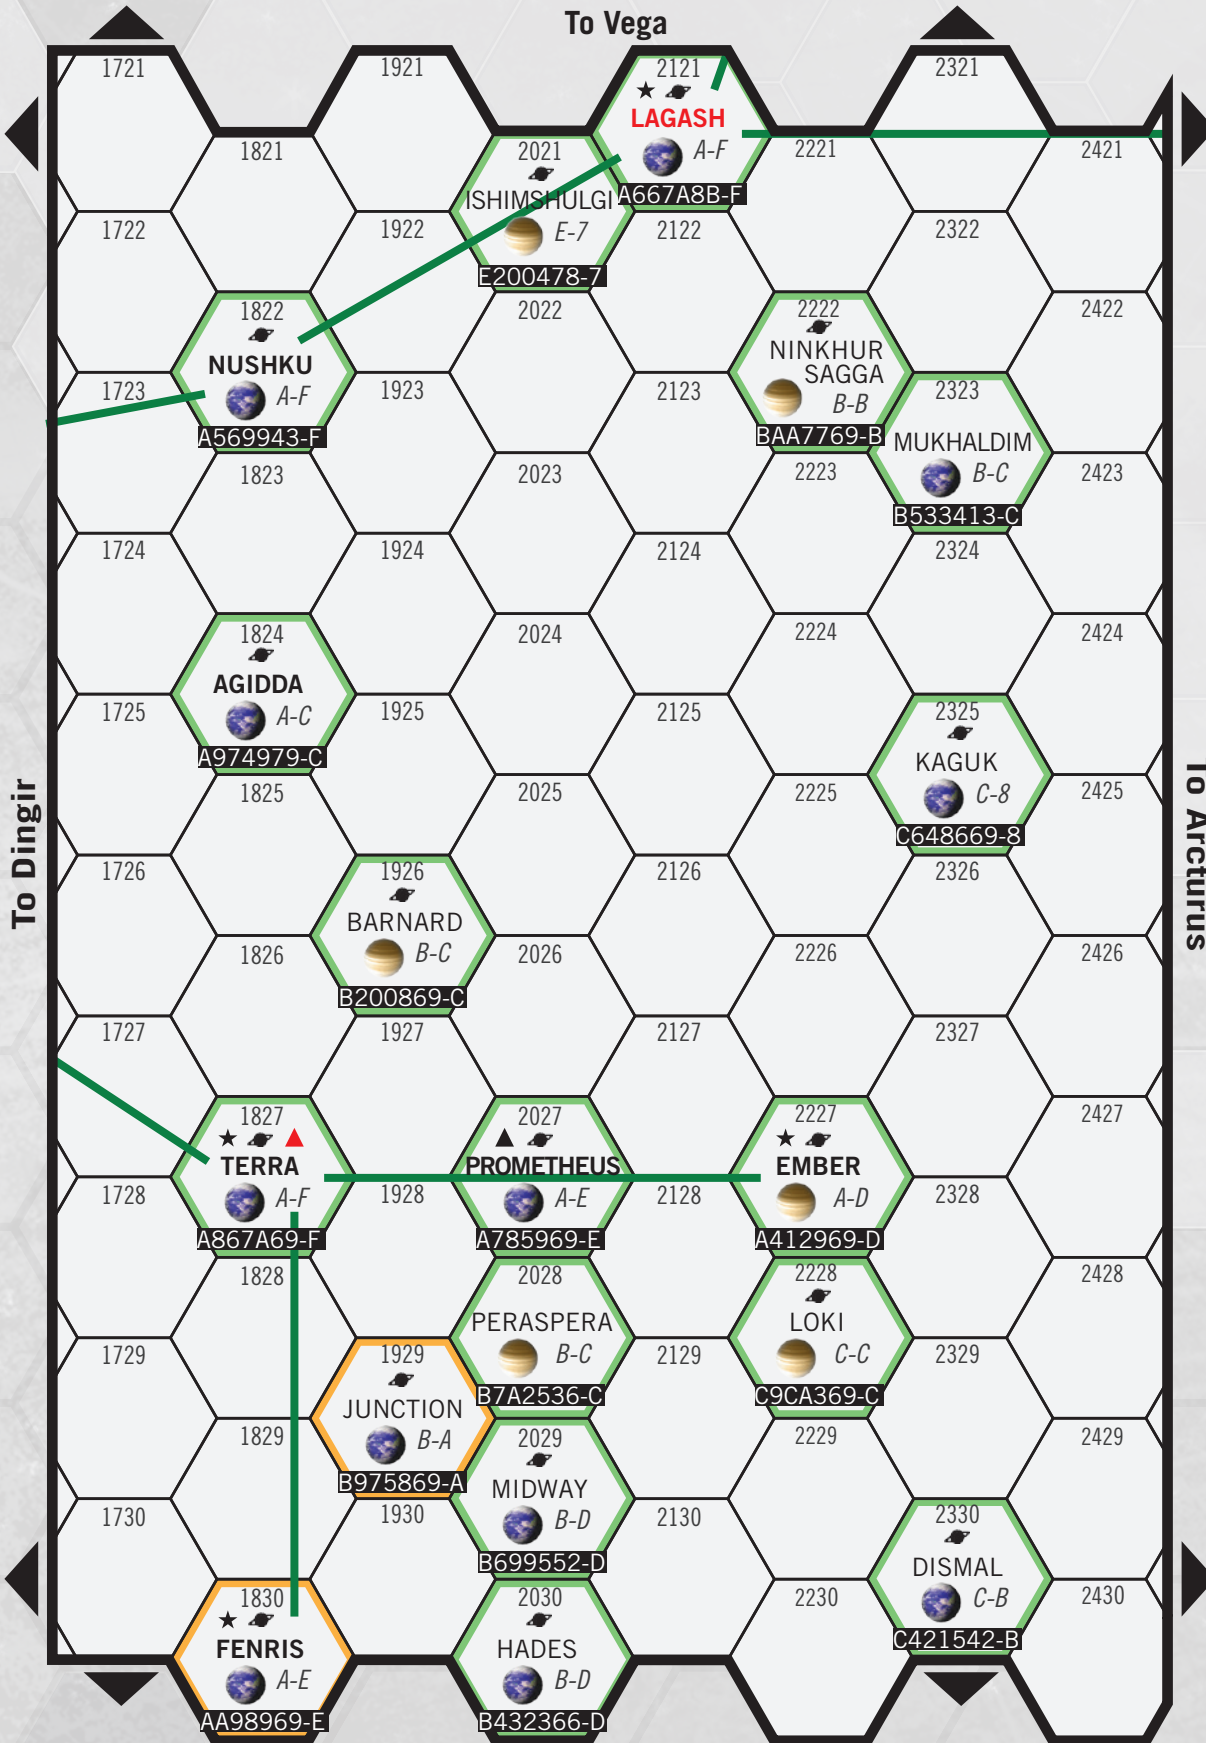 To Vega
To Dingir
To Arcturus
1721
1921
2121
LAGASH
A-F
A667A8B-F
2321
1821
2021
ISHIMSHULGI
E-7
E200478-7
2221
2421
1722
1922
2122
2322
1822
NUSHKU
A-F
A569943-F
2022
2222
NINKHUR
SAGGA
B-B
BAA7769-B
2422
1723
1923
2123
2323
MUKHALDIM
B-C
B533413-C
1823
2023
2223
2423
1724
1924
2124
2324
1824
AGIDDA
A-C
A974979-C
2024
2224
2424
1725
1925
2125
2325
KAGUK
C-8
C648669-8
1825
2025
2225
2425
1726
1926
BARNARD
B-C
B200869-C
2126
2326
1826
2026
2226
2426
1727
1927
2127
2327
1827
TERRA
A-F
A867A69-F
2027
PROMETHEUS
A-E
A785969-E
2227
EMBER
A-D
A412969-D
2427
1728
1928
2128
2328
1828
2028
PERASPERA
B-C
B7A2536-C
2228
LOKI
C-C
C9CA369-C
2428
1729
1929
JUNCTION
B-A
B975869-A
2129
2329
1829
2029
MIDWAY
B-D
B699552-D
2229
2429
1730
1930
2130
2330
DISMAL
C-B
C421542-B
1830
FENRIS
A-E
AA98969-E
2030
HADES
B-D
B432366-D
2230
2430